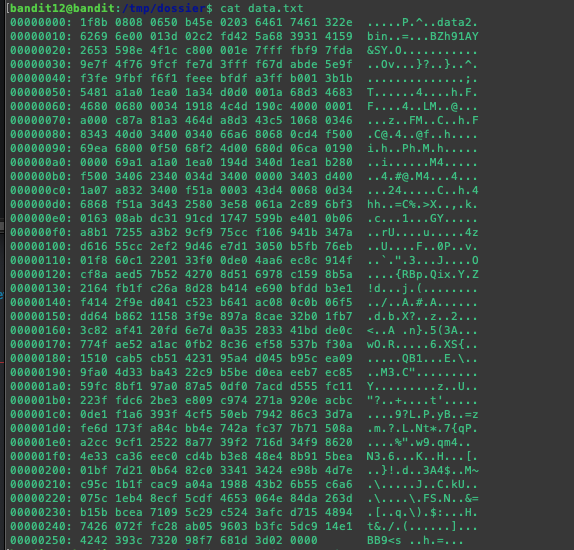 [bandit12@bandit:/tmp/dossier$ cat data.txt
00000000: 1f8b 0808 0650 b45e 0203 6461 7461 322e  .....P.^..data2.
00000010: 6269 6e00 013d 02c2 fd42 5a68 3931 4159  bin..=...BZh91AY
00000020: 2653 598e 4f1c c800 001e 7fff fbf9 7fda  &SY.O...........
00000030: 9e7f 4f76 9fcf fe7d 3fff f67d abde 5e9f  ..Ov...}?..}..^.
00000040: f3fe 9fbf f6f1 feee bfdf a3ff b001 3b1b  ..............;.
00000050: 5481 a1a0 1ea0 1a34 d0d0 001a 68d3 4683  T......4....h.F.
00000060: 4680 0680 0034 1918 4c4d 190c 4000 0001  F....4..LM..@...
00000070: a000 c87a 81a3 464d a8d3 43c5 1068 0346  ...z..FM..C..h.F
00000080: 8343 40d0 3400 0340 66a6 8068 0cd4 f500  .C@.4..@f..h....
00000090: 69ea 6800 0f50 68f2 4d00 680d 06ca 0190  i.h..Ph.M.h.....
000000a0: 0000 69a1 a1a0 1ea0 194d 340d 1ea1 b280  ..i......M4.....
000000b0: f500 3406 2340 034d 3400 0000 3403 d400  ..4.#@.M4...4...
000000c0: 1a07 a832 3400 f51a 0003 43d4 0068 0d34  ...24.....C..h.4
000000d0: 6868 f51a 3d43 2580 3e58 061a 2c89 6bf3  hh..=C%.>X..,.k.
000000e0: 0163 08ab dc31 91cd 1747 599b e401 0b06  .c...1...GY.....
000000f0: a8b1 7255 a3b2 9cf9 75cc f106 941b 347a  ..rU....u.....4z
00000100: d616 55cc 2ef2 9d46 e7d1 3050 b5fb 76eb  ..U....F..0P..v.
00000110: 01f8 60c1 2201 33f0 0de0 4aa6 ec8c 914f  ..`.".3...J....O
00000120: cf8a aed5 7b52 4270 8d51 6978 c159 8b5a  ....{RBp.Qix.Y.Z
00000130: 2164 fb1f c26a 8d28 b414 e690 bfdd b3e1  !d...j.(........
00000140: f414 2f9e d041 c523 b641 ac08 0c0b 06f5  ../..A.#.A......
00000150: dd64 b862 1158 3f9e 897a 8cae 32b0 1fb7  .d.b.X?..z..2...
00000160: 3c82 af41 20fd 6e7d 0a35 2833 41bd de0c  <..A .n}.5(3A...
00000170: 774f ae52 a1ac 0fb2 8c36 ef58 537b f30a  wO.R.....6.XS{..
00000180: 1510 cab5 cb51 4231 95a4 d045 b95c ea09  .....QB1...E.\..
00000190: 9fa0 4d33 ba43 22c9 b5be d0ea eeb7 ec85  ..M3.C".........
000001a0: 59fc 8bf1 97a0 87a5 0df0 7acd d555 fc11  Y.........z..U..
000001b0: 223f fdc6 2be3 e809 c974 271a 920e acbc  "?..+....t'.....
000001c0: 0de1 f1a6 393f 4cf5 50eb 7942 86c3 3d7a  ....9?L.P.yB..=z
000001d0: fe6d 173f a84c bb4e 742a fc37 7b71 508a  .m.?.L.Nt*.7{qP.
000001e0: a2cc 9cf1 2522 8a77 39f2 716d 34f9 8620  ....%".w9.qm4..
000001f0: 4e33 ca36 eec0 cd4b b3e8 48e4 8b91 5bea  N3.6...K..H...[.
00000200: 01bf 7d21 0b64 82c0 3341 3424 e98b 4d7e  ..}!.d..3A4$..M~
00000210: c95c 1b1f cac9 a04a 1988 43b2 6b55 c6a6  .\.....J..C.kU..
00000220: 075c 1eb4 8ecf 5cdf 4653 064e 84da 263d  .\....\.FS.N..&=
00000230: b15b bcea 7109 5c29 c524 3afc d715 4894  .[..q.\).$:...H.
00000240: 7426 072f fc28 ab05 9603 b3fc 5dc9 14e1  t&./.(......]...
00000250: 4242 393c 7320 98f7 681d 3d02 0000       BB9<s ..h.=...